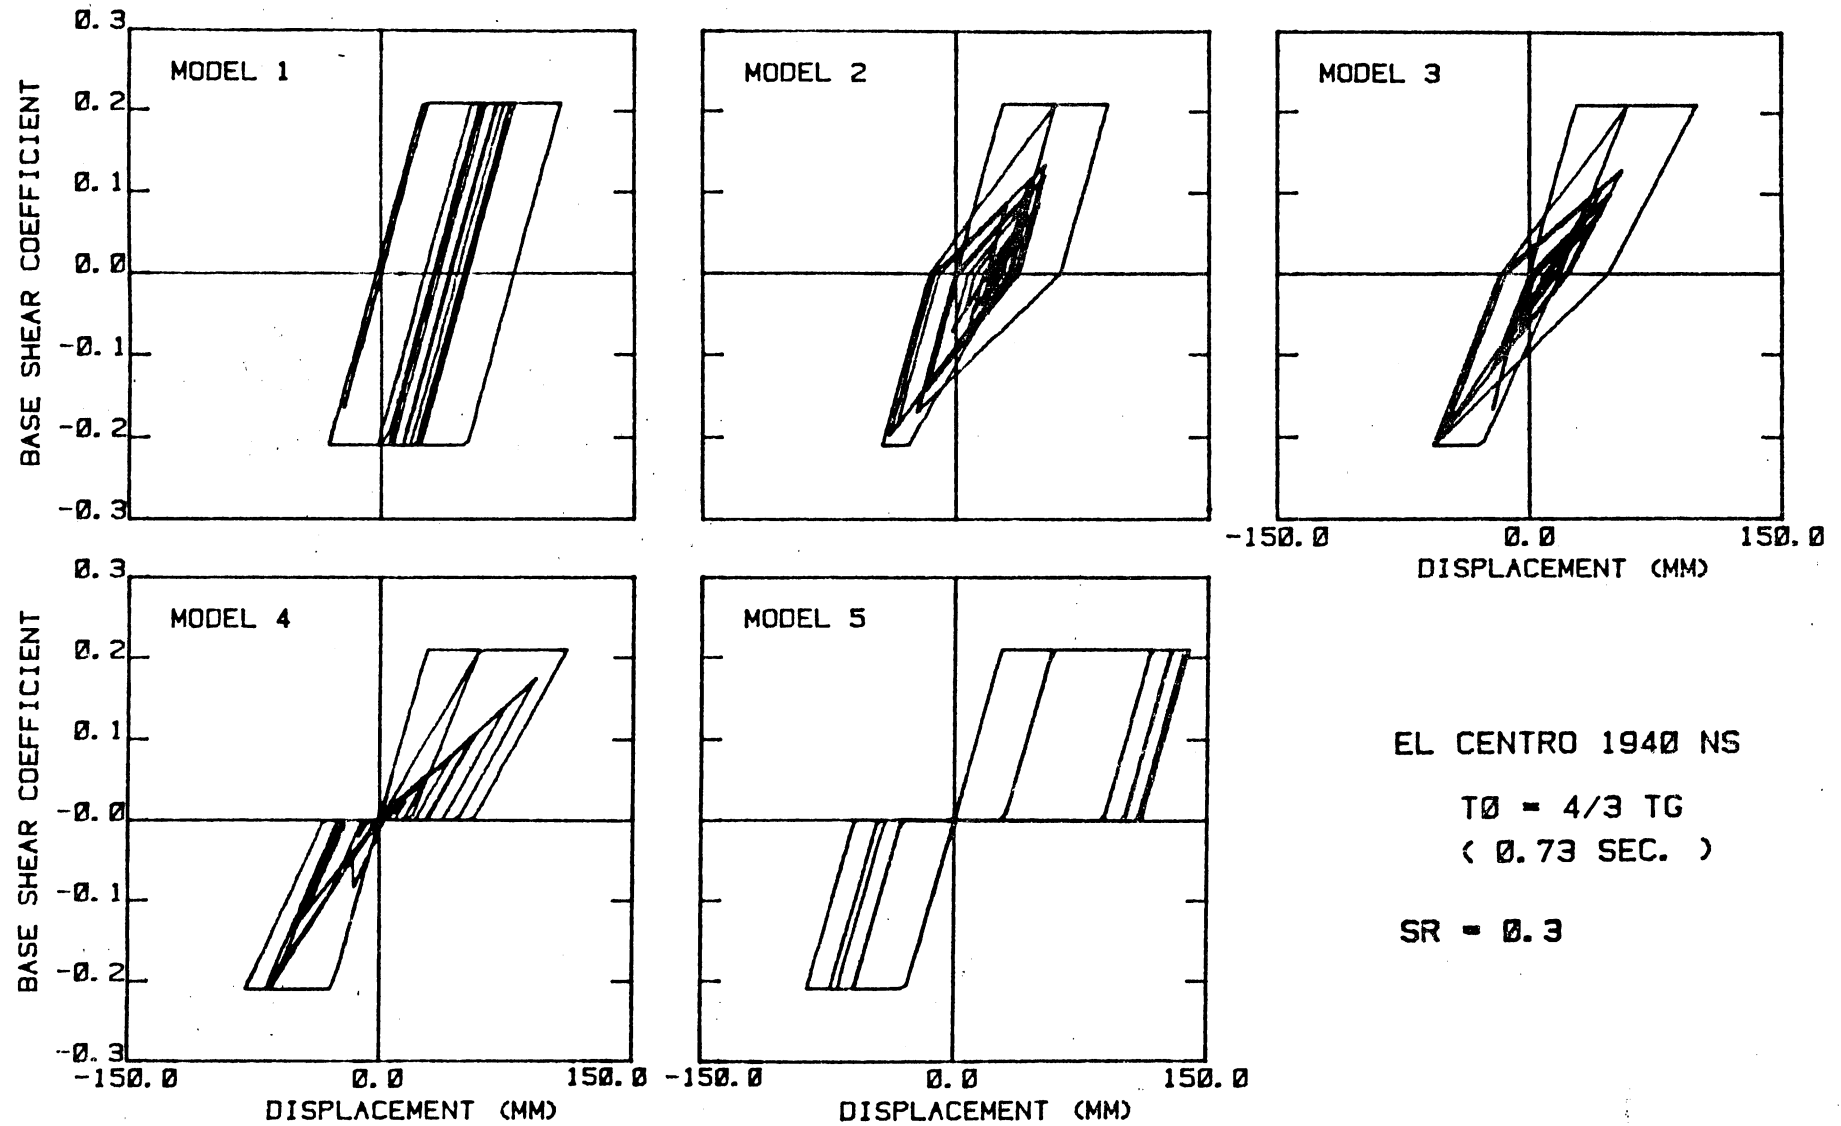 0.3
MODEL 1
0.2
0.1
0.0
-0.1
-0.2
-0.3
BASE SHEAR COEFFICIENT
MODEL 2
MODEL 3
-150.0 0.0 150.0
DISPLACEMENT (MM)
0.3
MODEL 4
0.2
0.1
-0.0
-0.1
-0.2
-0.3
BASE SHEAR COEFFICIENT
-150.0 0.0 150.0
DISPLACEMENT (MM)
MODEL 5
-150.0 0.0 150.0
DISPLACEMENT (MM)
EL CENTRO 1940 NS
T0 = 4/3 TG
( 0.73 SEC. )
SR = 0.3